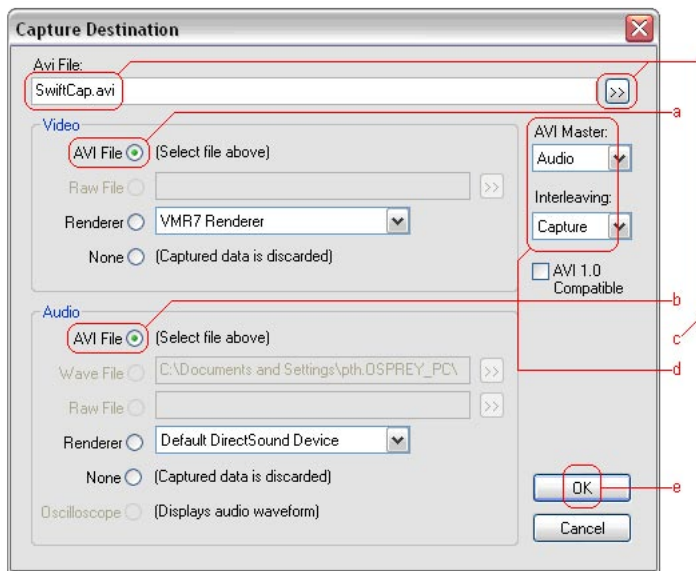 Capture Destination
Avi File:
SwiftCap.avi >>
a
Video
AVI File (Select file above)
Raw File >>
Renderer VMR7 Renderer
None (Captured data is discarded)
AVI Master:
Audio
Interleaving:
Capture
AVI 1.0
Compatible
b
c
d
Audio
AVI File (Select file above)
Wave File C:\Documents and Settings\pth.OSPREY_PC\ >>
Raw File >>
Renderer Default DirectSound Device
None (Captured data is discarded)
Oscilloscope (Displays audio waveform)
OK
e
Cancel